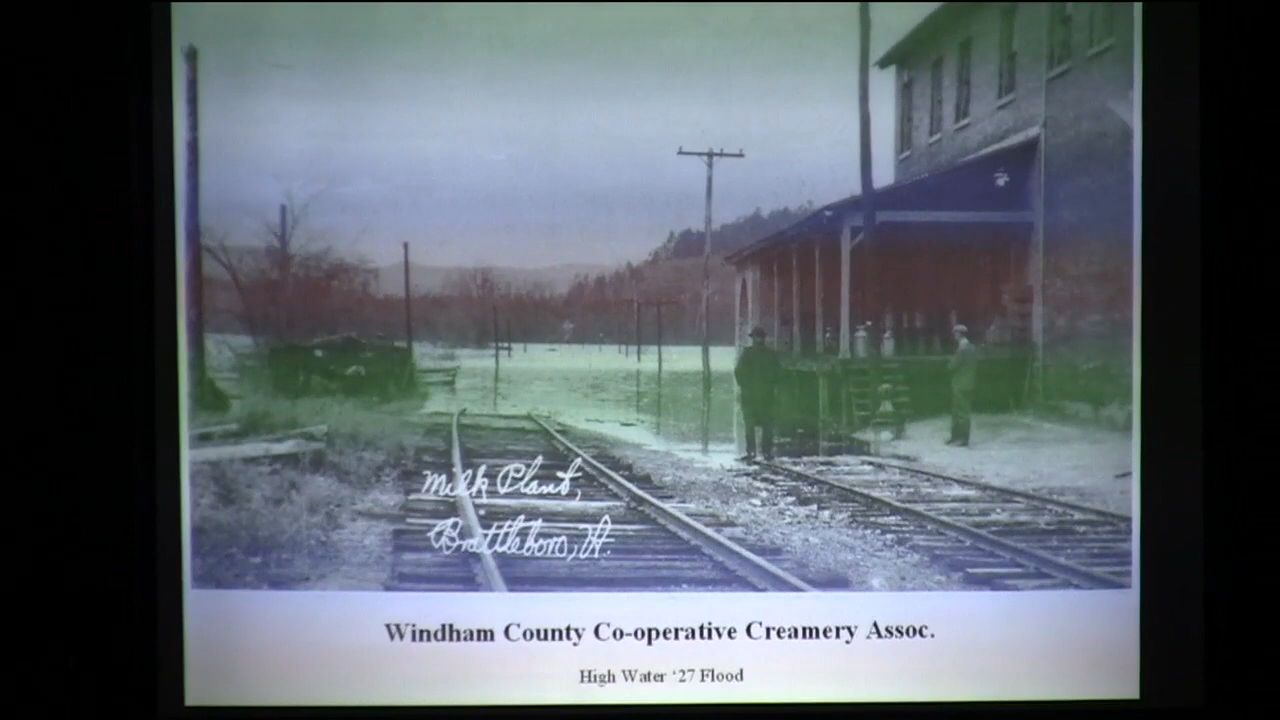 Milk Plant,
Brattleboro, Vt.
Windham County Co-operative Creamery Assoc.
High Water ‘27 Flood